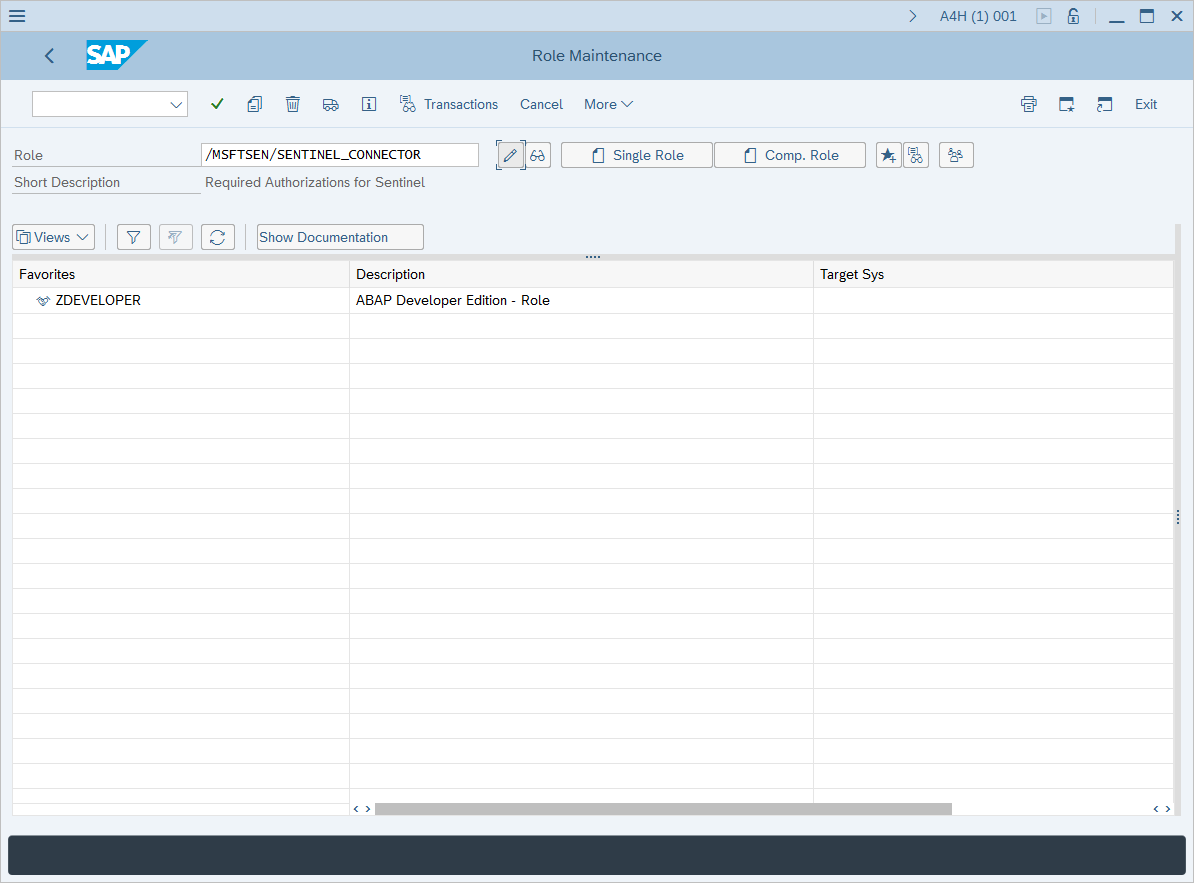 A4H (1) 001
SAP
Role Maintenance
Transactions Cancel More Exit
Role /MSFTSEN/SENTINEL_CONNECTOR Single Role Comp. Role
Short Description Required Authorizations for Sentinel
Views Show Documentation
Favorites Description Target Sys
ZDEVELOPER ABAP Developer Edition - Role